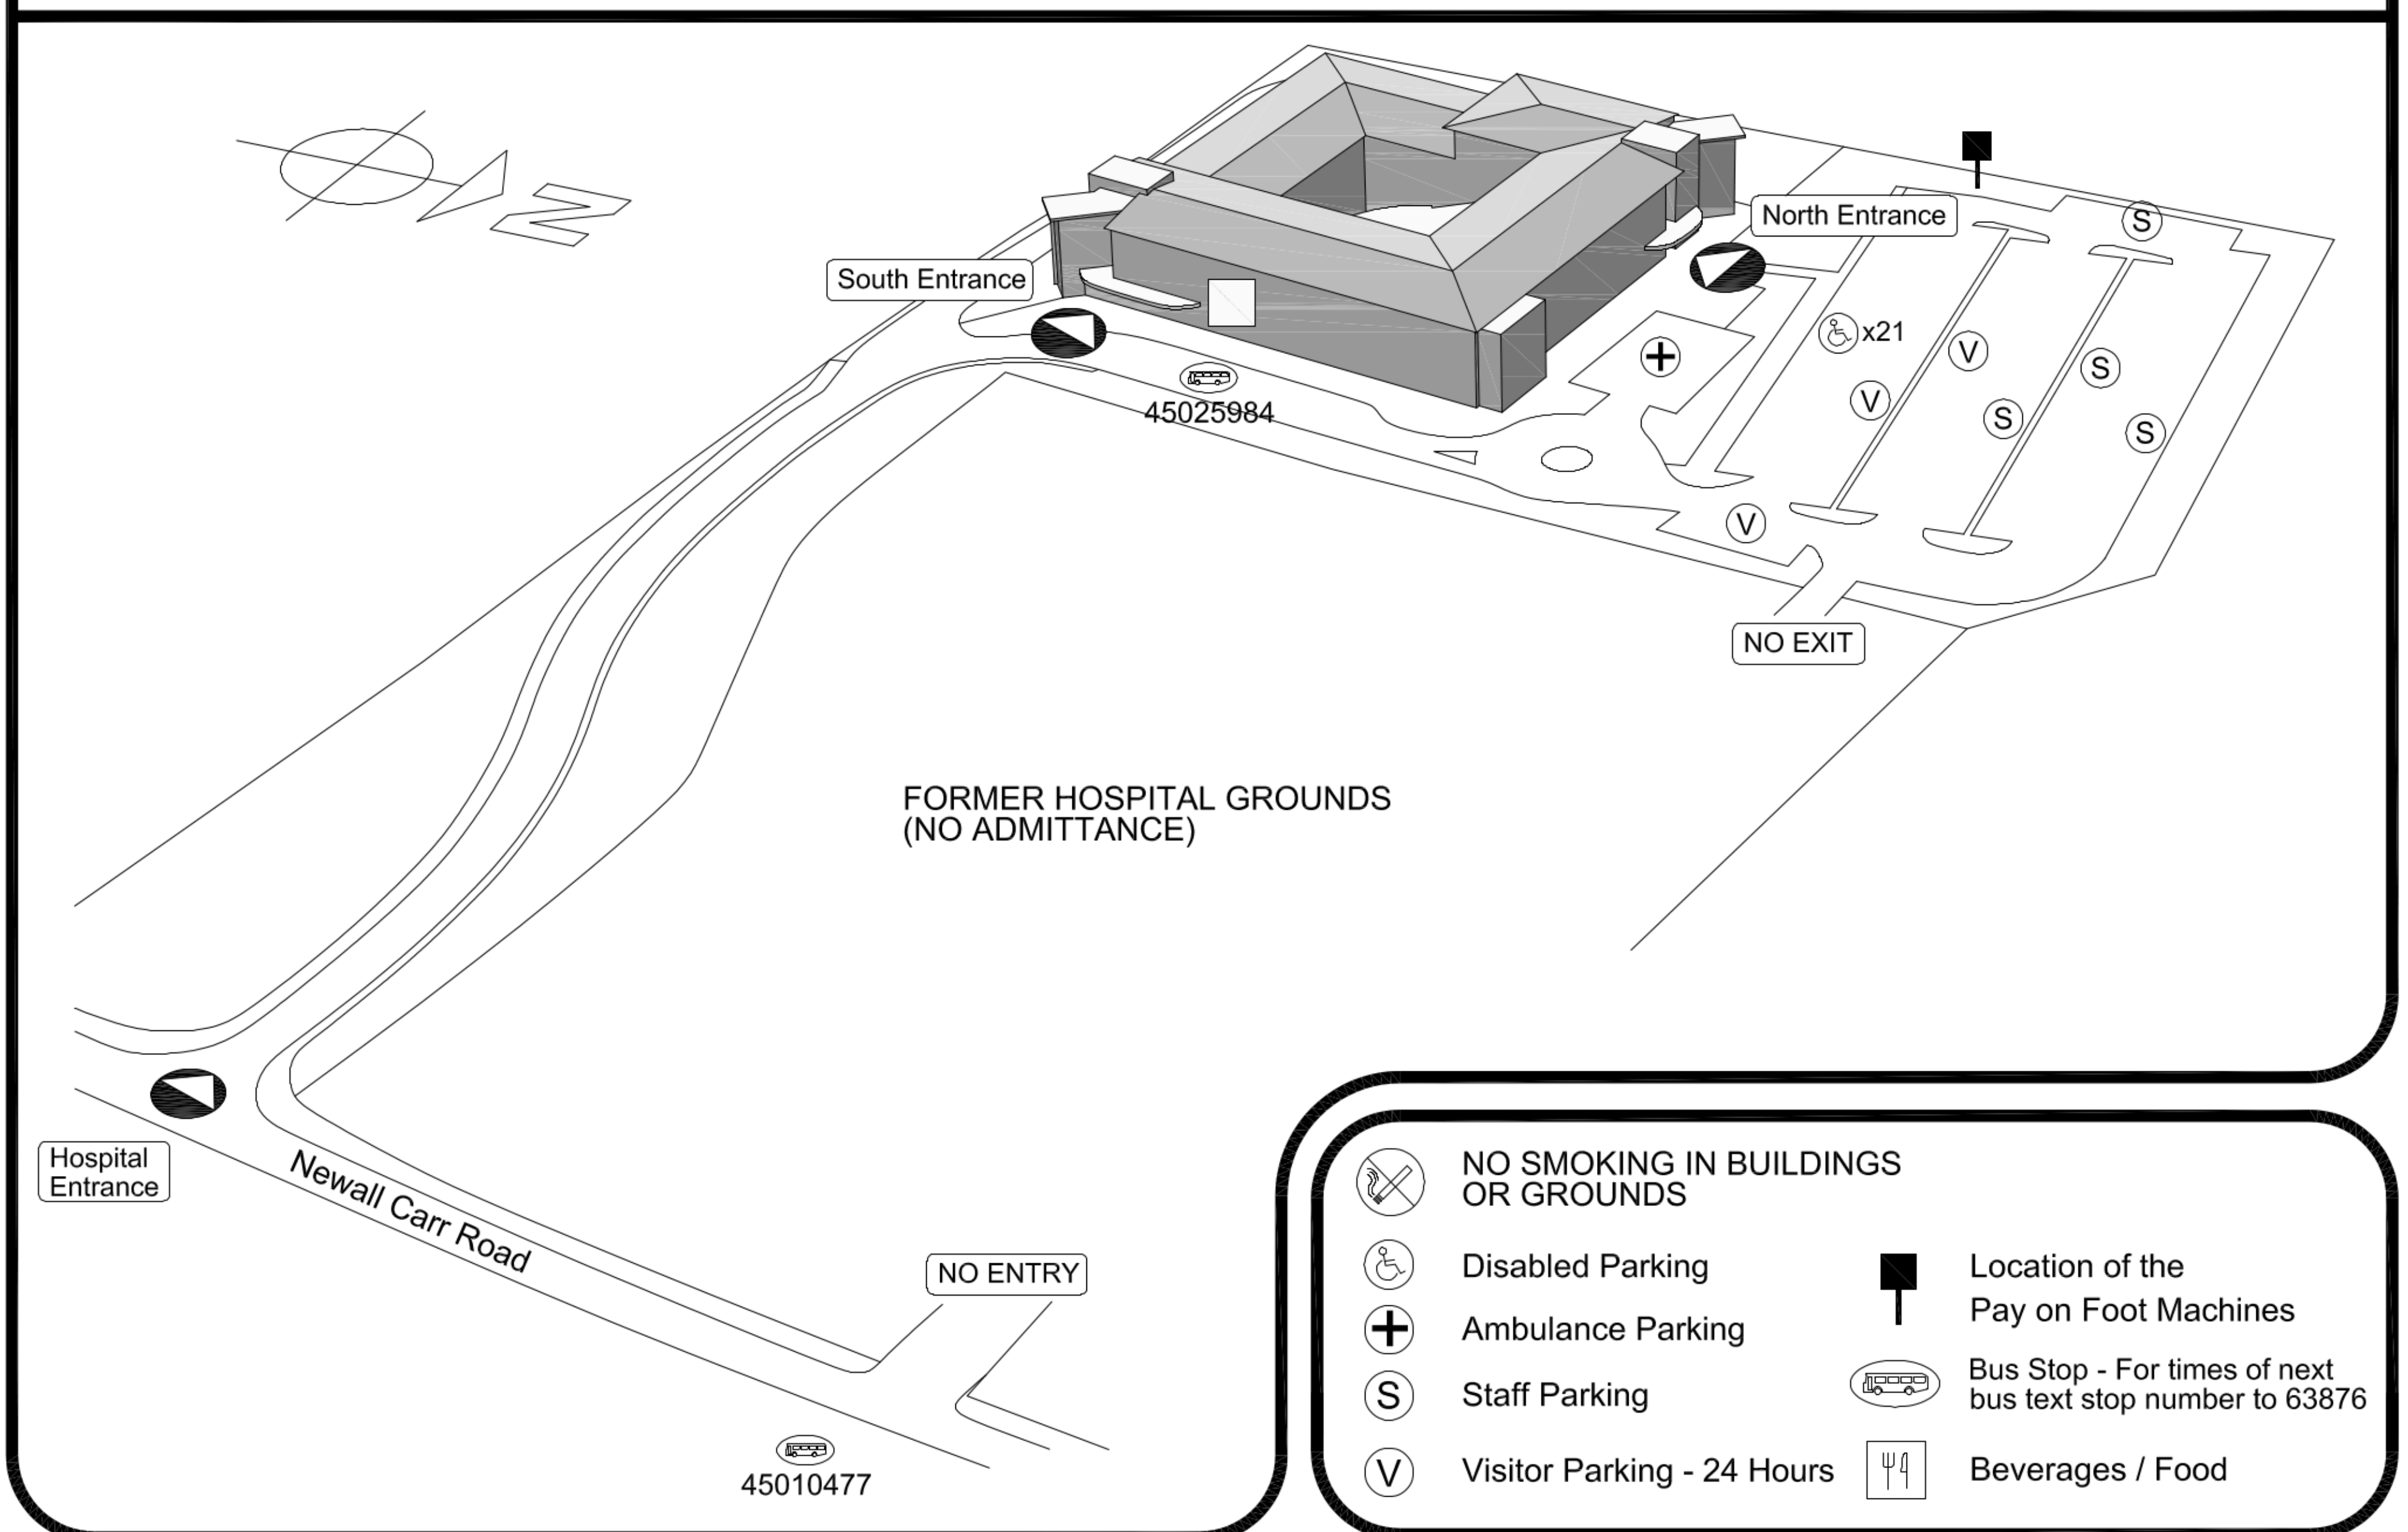 N
North Entrance
S
South Entrance
x21
V
S
V
S
S
45025984
V
NO EXIT
FORMER HOSPITAL GROUNDS
(NO ADMITTANCE)
Hospital
Entrance
Newall Carr Road
NO ENTRY
45010477
NO SMOKING IN BUILDINGS
OR GROUNDS
Disabled Parking
Ambulance Parking
S
Staff Parking
V
Visitor Parking - 24 Hours
Location of the
Pay on Foot Machines
Bus Stop - For times of next
bus text stop number to 63876
Beverages / Food